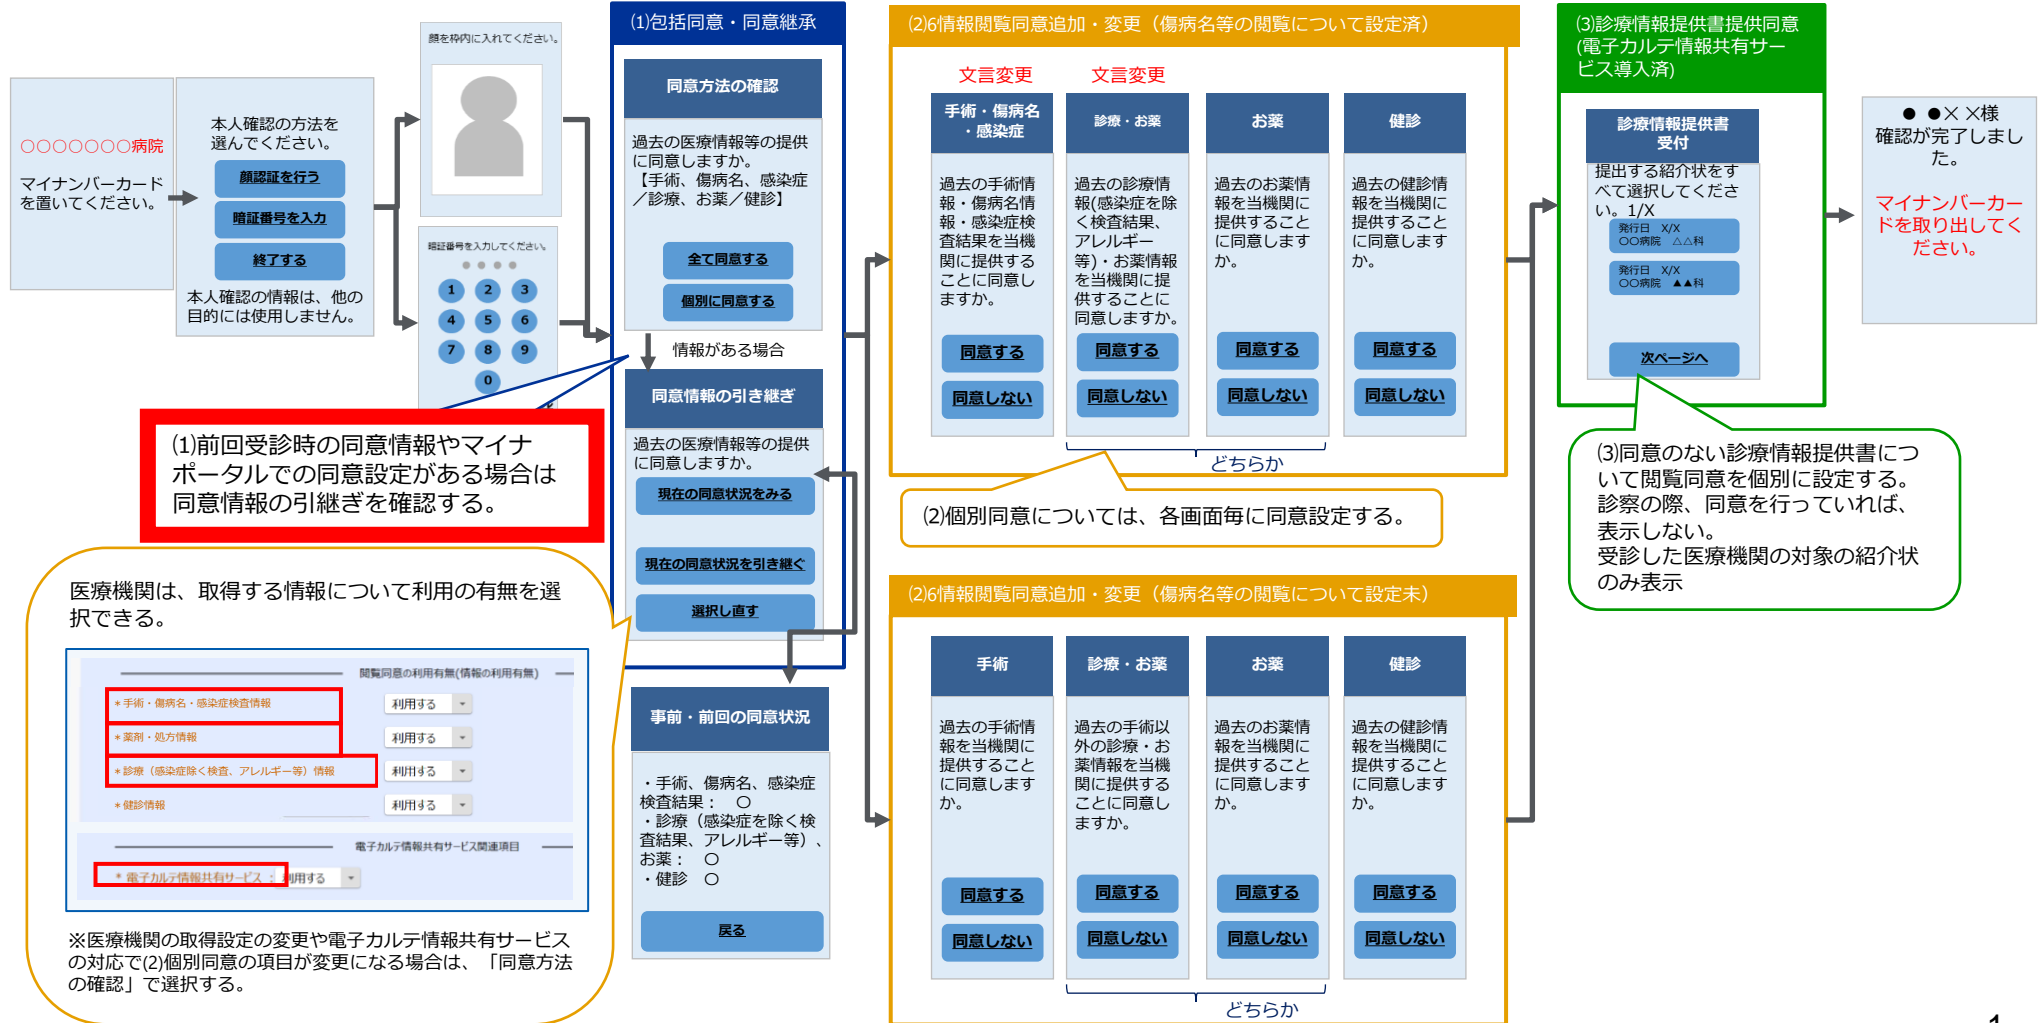 ○○○○○○○病院
マイナンバーカード
を置いてください。
本人確認の方法を
選んでください。
顔認証を行う
暗証番号を入力
終了する
本人確認の情報は、他の
目的には使用しません。
顔を枠内に入れてください。
暗証番号を入力してください。
1 2 3
4 5 6
7 8 9
0
⑴包括同意・同意継承
同意方法の確認
過去の医療情報等の提供
に同意しますか。
【手術、傷病名、感染症
／診療、お薬／健診】
全て同意する
個別に同意する
情報がある場合
同意情報の引き継ぎ
過去の医療情報等の提供
に同意しますか。
現在の同意状況をみる
現在の同意状況を引き継ぐ
選択し直す
事前・前回の同意状況
・手術、傷病名、感染症
検査結果： ○
・診療（感染症を除く検
査結果、アレルギー等）、
お薬： ○
・健診 ○
戻る
⑴前回受診時の同意情報やマイナ
ポータルでの同意設定がある場合は
同意情報の引継ぎを確認する。
医療機関は、取得する情報について利用の有無を選
択できる。
閲覧同意の利用有無(情報の利用有無)
*手術・傷病名・感染症検査情報 利用する
*薬剤・処方情報 利用する
*診療（感染症除く検査、アレルギー等）情報 利用する
*健診情報 利用する
電子カルテ情報共有サービス関連項目
* 電子カルテ情報共有サービス： 利用する
※医療機関の取得設定の変更や電子カルテ情報共有サービス
の対応で⑵個別同意の項目が変更になる場合は、「同意方法
の確認」で選択する。
⑵6情報閲覧同意追加・変更（傷病名等の閲覧について設定済）
文言変更
手術・傷病名
・感染症
過去の手術情
報・傷病名情
報・感染症検
査結果を当機
関に提供する
ことに同意し
ますか。
同意する
同意しない
文言変更
診療・お薬
過去の診療情
報(感染症を除
く検査結果、
アレルギー
等)・お薬情報
を当機関に提
供することに
同意しますか。
同意する
同意しない
お薬
過去のお薬情
報を当機関に
提供すること
に同意します
か。
同意する
同意しない
健診
過去の健診情
報を当機関に
提供すること
に同意します
か。
同意する
同意しない
どちらか
⑵個別同意については、各画面毎に同意設定する。
⑵6情報閲覧同意追加・変更（傷病名等の閲覧について設定未）
手術
過去の手術情
報を当機関に
提供すること
に同意します
か。
同意する
同意しない
診療・お薬
過去の手術以
外の診療・お
薬情報を当機
関に提供する
ことに同意し
ますか。
同意する
同意しない
お薬
過去のお薬情
報を当機関に
提供すること
に同意します
か。
同意する
同意しない
健診
過去の健診情
報を当機関に
提供すること
に同意します
か。
同意する
同意しない
どちらか
⑶診療情報提供書提供同意
(電子カルテ情報共有サー
ビス導入済)
診療情報提供書
受付
提出する紹介状をす
べて選択してくださ
い。1/X
発行日 X/X
○○病院 △△科
発行日 X/X
○○病院 ▲▲科
次ページへ
⑶同意のない診療情報提供書につ
いて閲覧同意を個別に設定する。
診察の際、同意を行っていれば、
表示しない。
受診した医療機関の対象の紹介状
のみ表示
● ●××様
確認が完了しまし
た。
マイナンバーカー
ドを取り出してく
ださい。
1